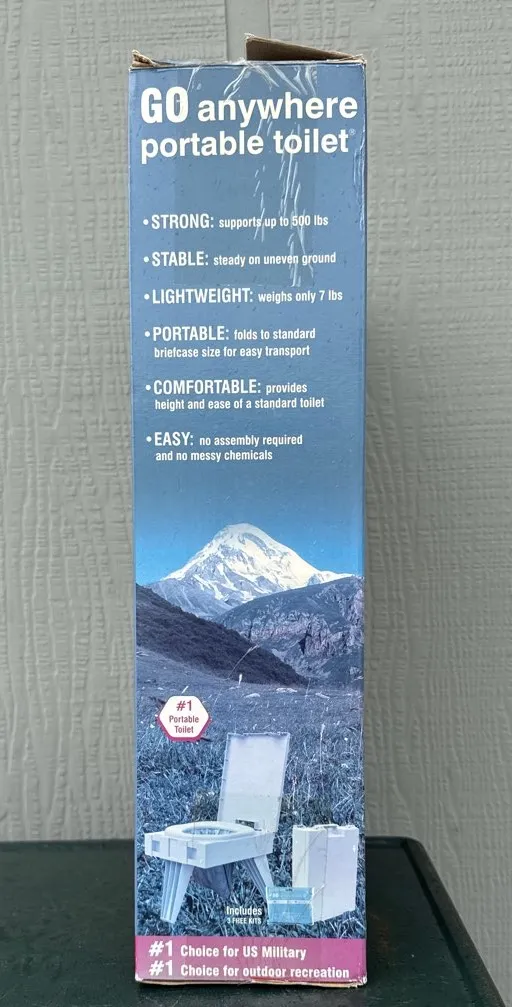 GO anywhere
portable toilet®
• STRONG: supports up to 500 lbs
• STABLE: steady on uneven ground
• LIGHTWEIGHT: weighs only 7 lbs
• PORTABLE: folds to standard
briefcase size for easy transport
• COMFORTABLE: provides
height and ease of a standard toilet
• EASY: no assembly required
and no messy chemicals
#1
Portable
Toilet
Includes
3 FREE KITS
#1 Choice for US Military
#1 Choice for outdoor recreation